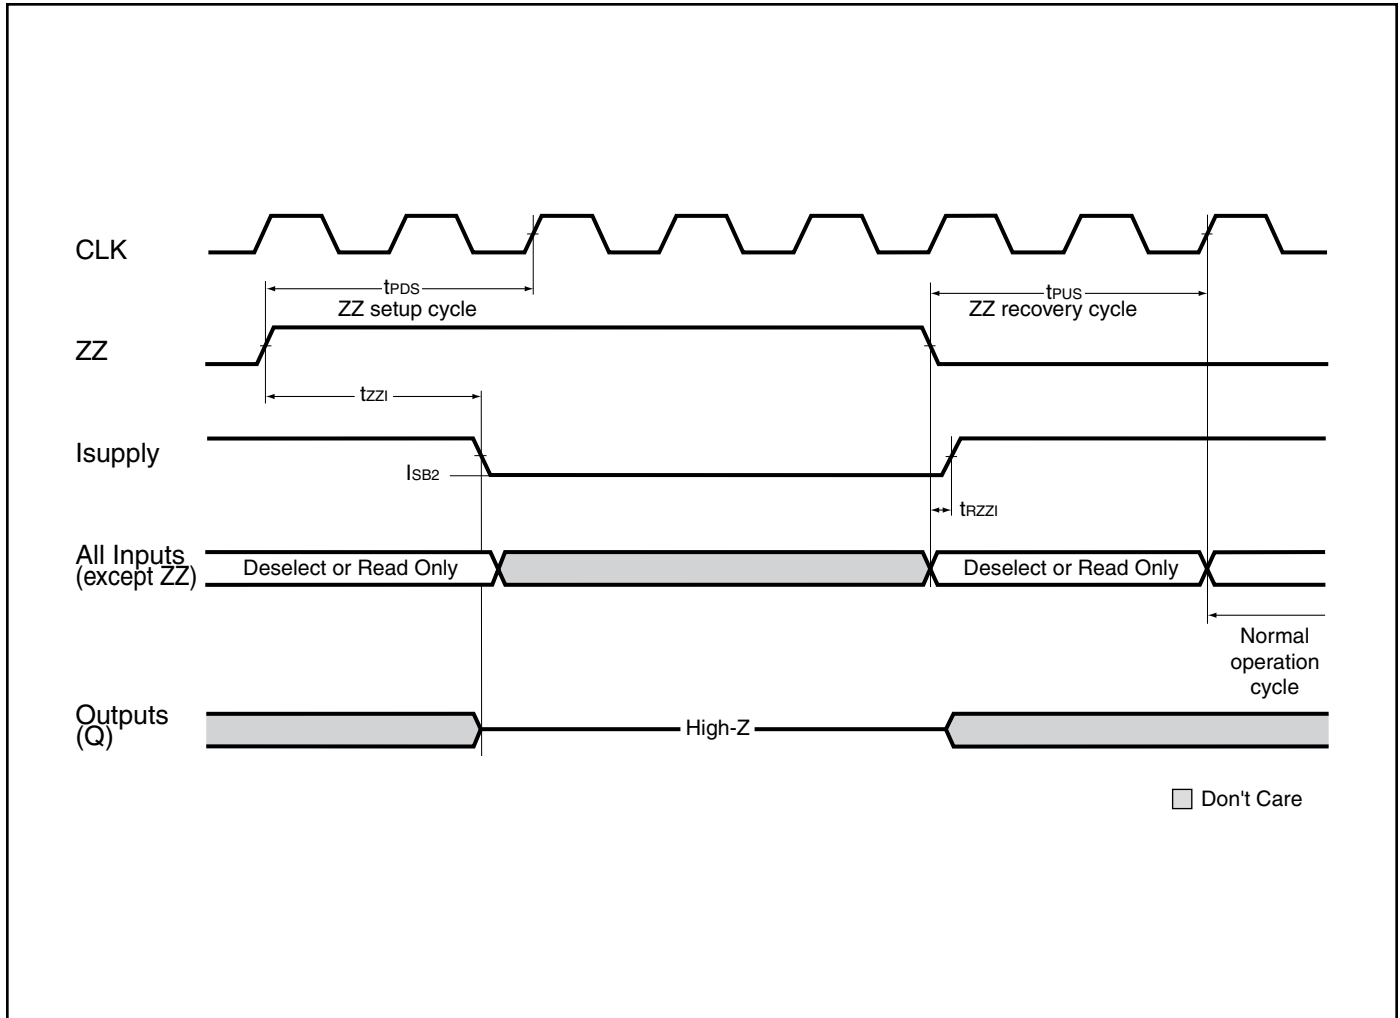 CLK
tPDS
ZZ setup cycle
tPUS
ZZ recovery cycle
ZZ
tZZI
Isupply
ISB2
tRZZI
All Inputs
(except ZZ)
Deselect or Read Only
Deselect or Read Only
Normal
operation
cycle
Outputs
(Q)
High-Z
Don't Care